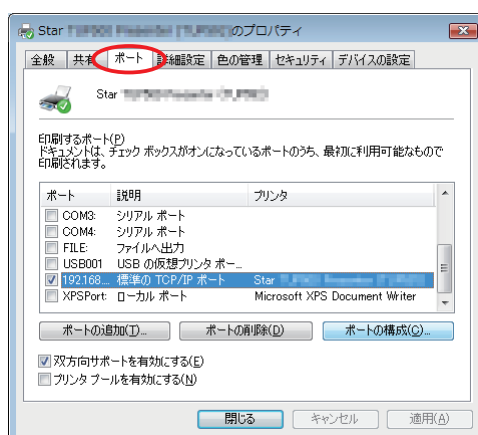 Star のプロパティ
全般 共有 ポート 詳細設定 色の管理 セキュリティ デバイスの設定
Star
印刷するポート(P)
ドキュメントは、チェック ボックスがオンになっているポートのうち、最初に利用可能なもので
印刷されます。
ポート 説明 プリンタ
COM3: シリアル ポート
COM4: シリアル ポート
FILE: ファイルへ出力
USB001 USB の仮想プリンタ ポー...
192.168.... 標準の TCP/IP ポート Star
XPSPort: ローカル ポート Microsoft XPS Document Writer
ポートの追加(T)... ポートの削除(D) ポートの構成(C)...
双方向サポートを有効にする(E)
プリンタ プールを有効にする(N)
閉じる キャンセル 適用(A)